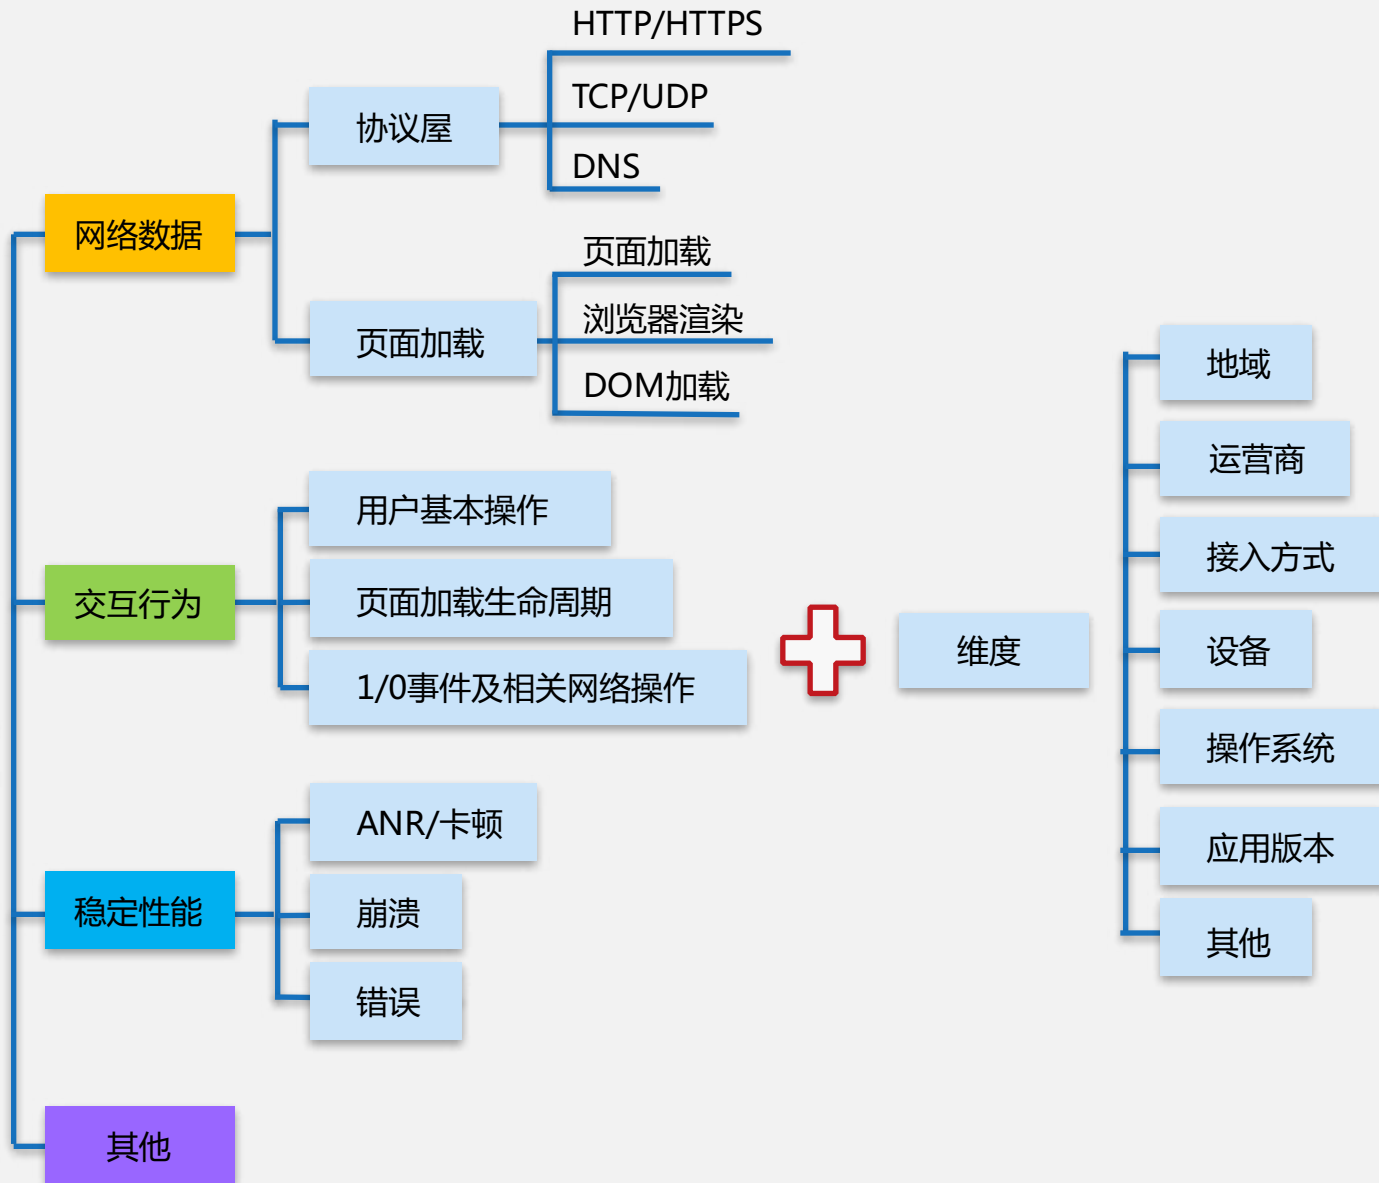 HTTP/HTTPS
TCP/UDP
DNS
协议屋
网络数据
页面加载
页面加载
浏览器渲染
DOM加载
用户基本操作
交互行为
页面加载生命周期
1/0事件及相关网络操作
ANR/卡顿
稳定性能
崩溃
错误
其他
维度
地域
运营商
接入方式
设备
操作系统
应用版本
其他